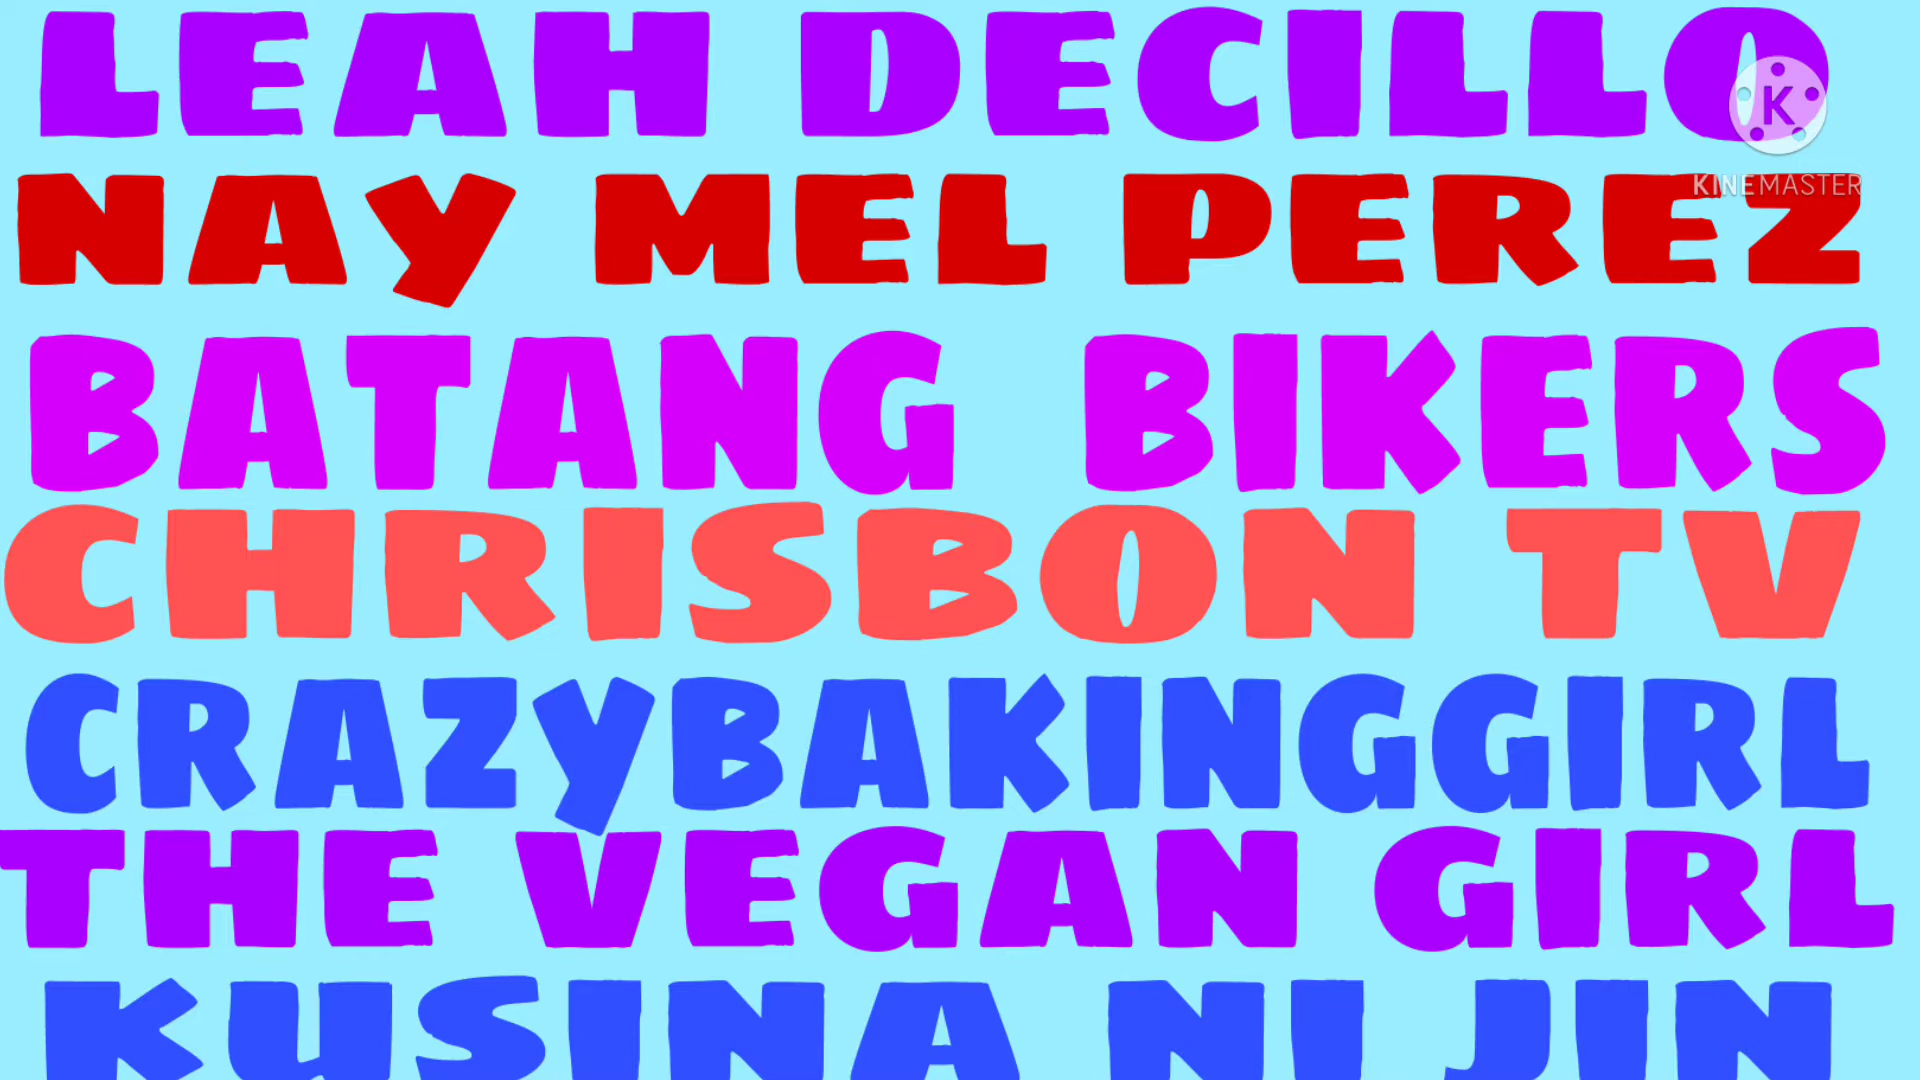 LEAH DECILLO
K
KINEMASTER
NAY MEL PEREZ
BATANG BIKERS
CHRISBON TV
CRAZYBAKINGGIRL
THE VEGAN GIRL
KUSINA NI JIN